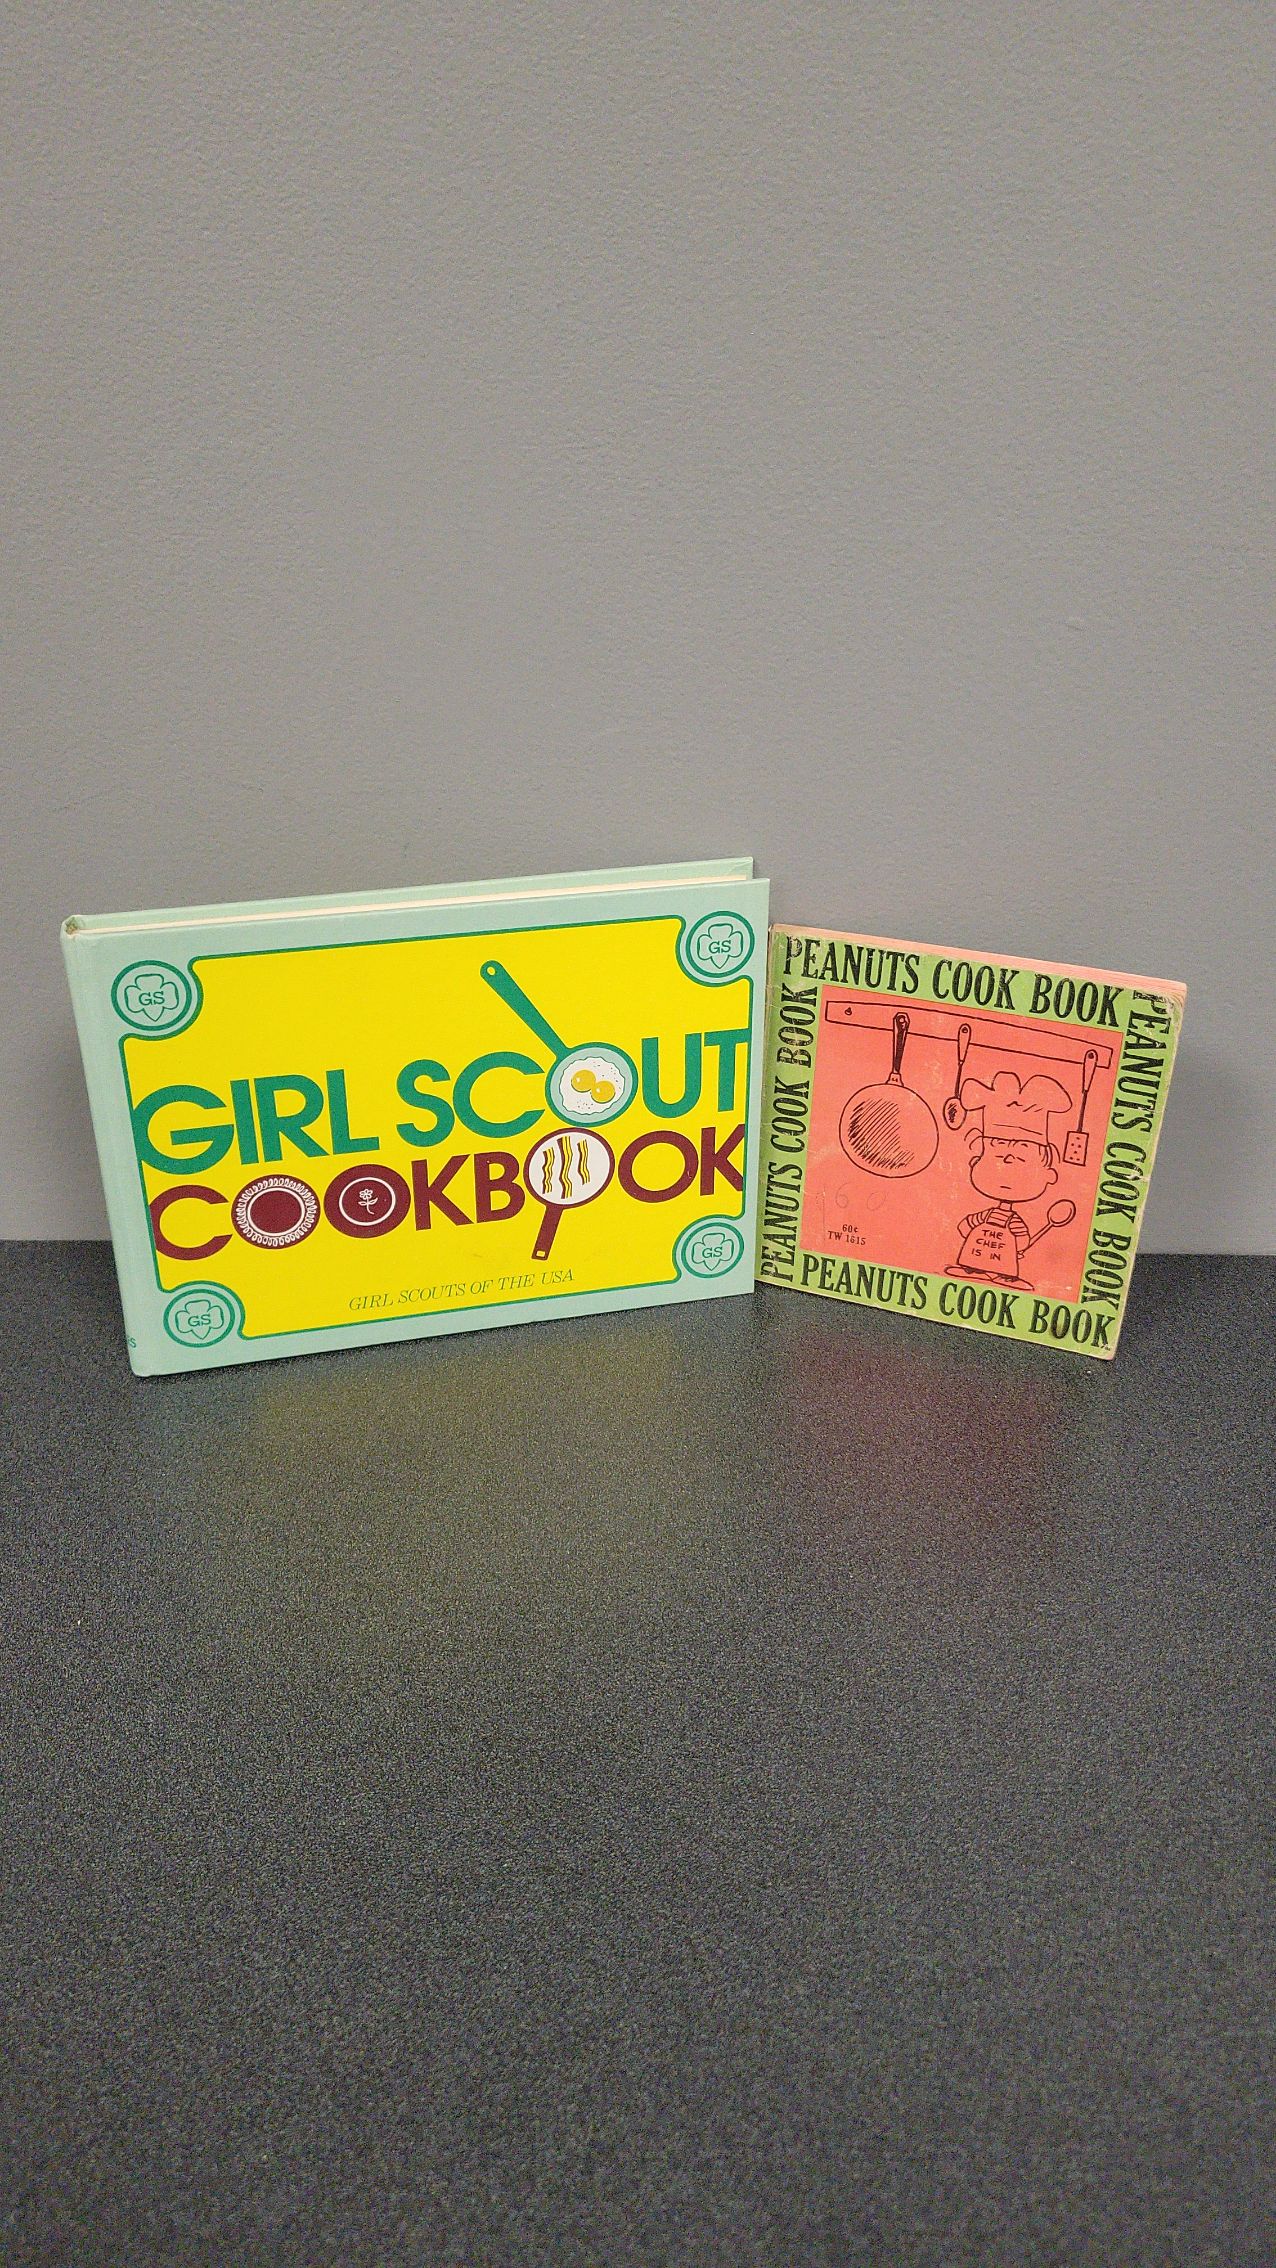 GS
GS
GIRL SCOUT
COOKBOOK
GIRL SCOUTS OF THE USA
GS
GS
PEANUTS COOK BOOK
PEANUTS COOK BOOK
PEANUTS COOK BOOK
60¢
TW 1615
THE
CHEF
IS IN
PEANUTS COOK BOOK